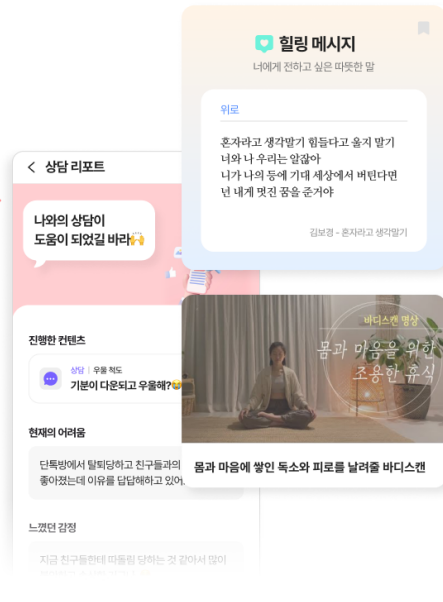 힐링 메시지
너에게 전하고 싶은 따뜻한 말
위로
혼자라고 생각말기 힘들다고 울지 말기
너와 나 우리는 알잖아
니가 나의 등에 기대 세상에서 버틴다면
넌 내게 멋진 꿈을 준거야
김보경 - 혼자라고 생각말기
상담 리포트
나와의 상담이
도움이 되었길 바라🙌
진행한 컨텐츠
상담 | 우울 척도
기분이 다운되고 우울해?😭
현재의 어려움
단톡방에서 탈퇴당하고 친구들과의
좋아졌는데 이유를 답답해하고 있어
느꼈던 감정
지금 친구들한테 따돌림 당하는 것 같아서 많이
바디스캔 명상
몸과 마음을 위한
조용한 휴식
몸과 마음에 쌓인 독소와 피로를 날려줄 바디스캔